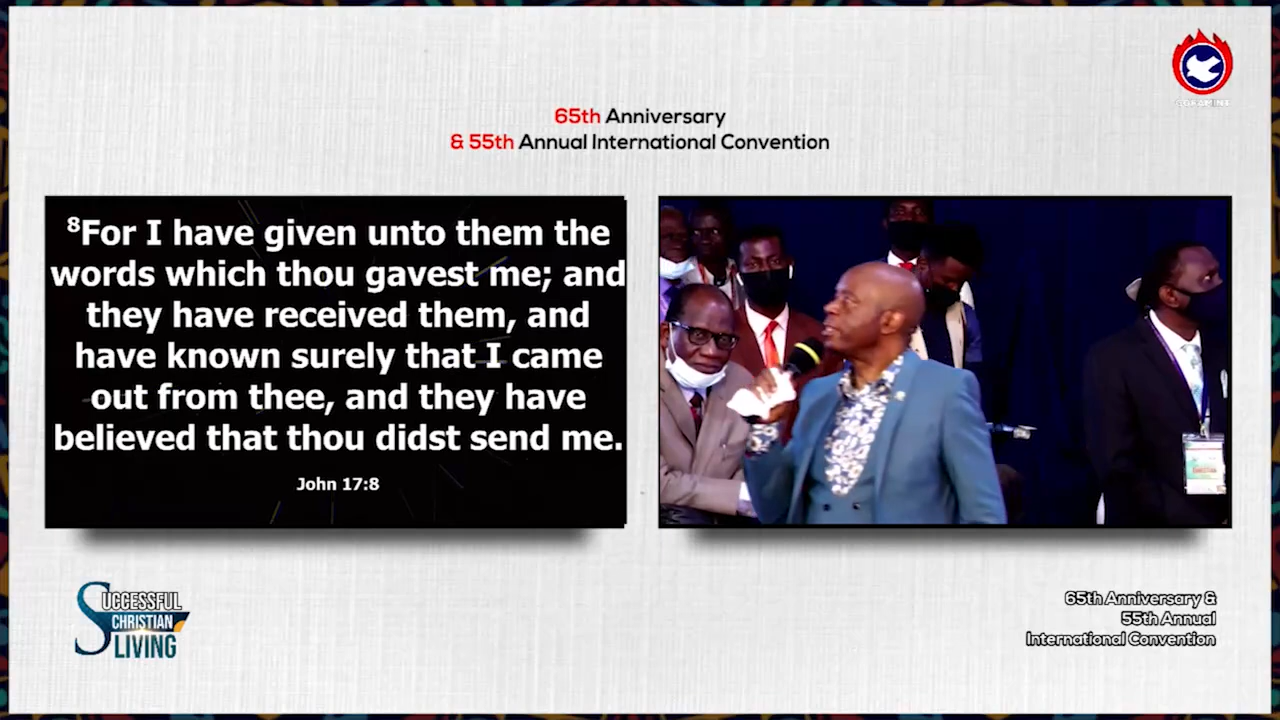 65th Anniversary
& 55th Annual International Convention
⁸For I have given unto them the
words which thou gavest me; and
they have received them, and
have known surely that I came
out from thee, and they have
believed that thou didst send me.
John 17:8
SUCCESSFUL
CHRISTIAN
LIVING
65th Anniversary &
55th Annual
International Convention